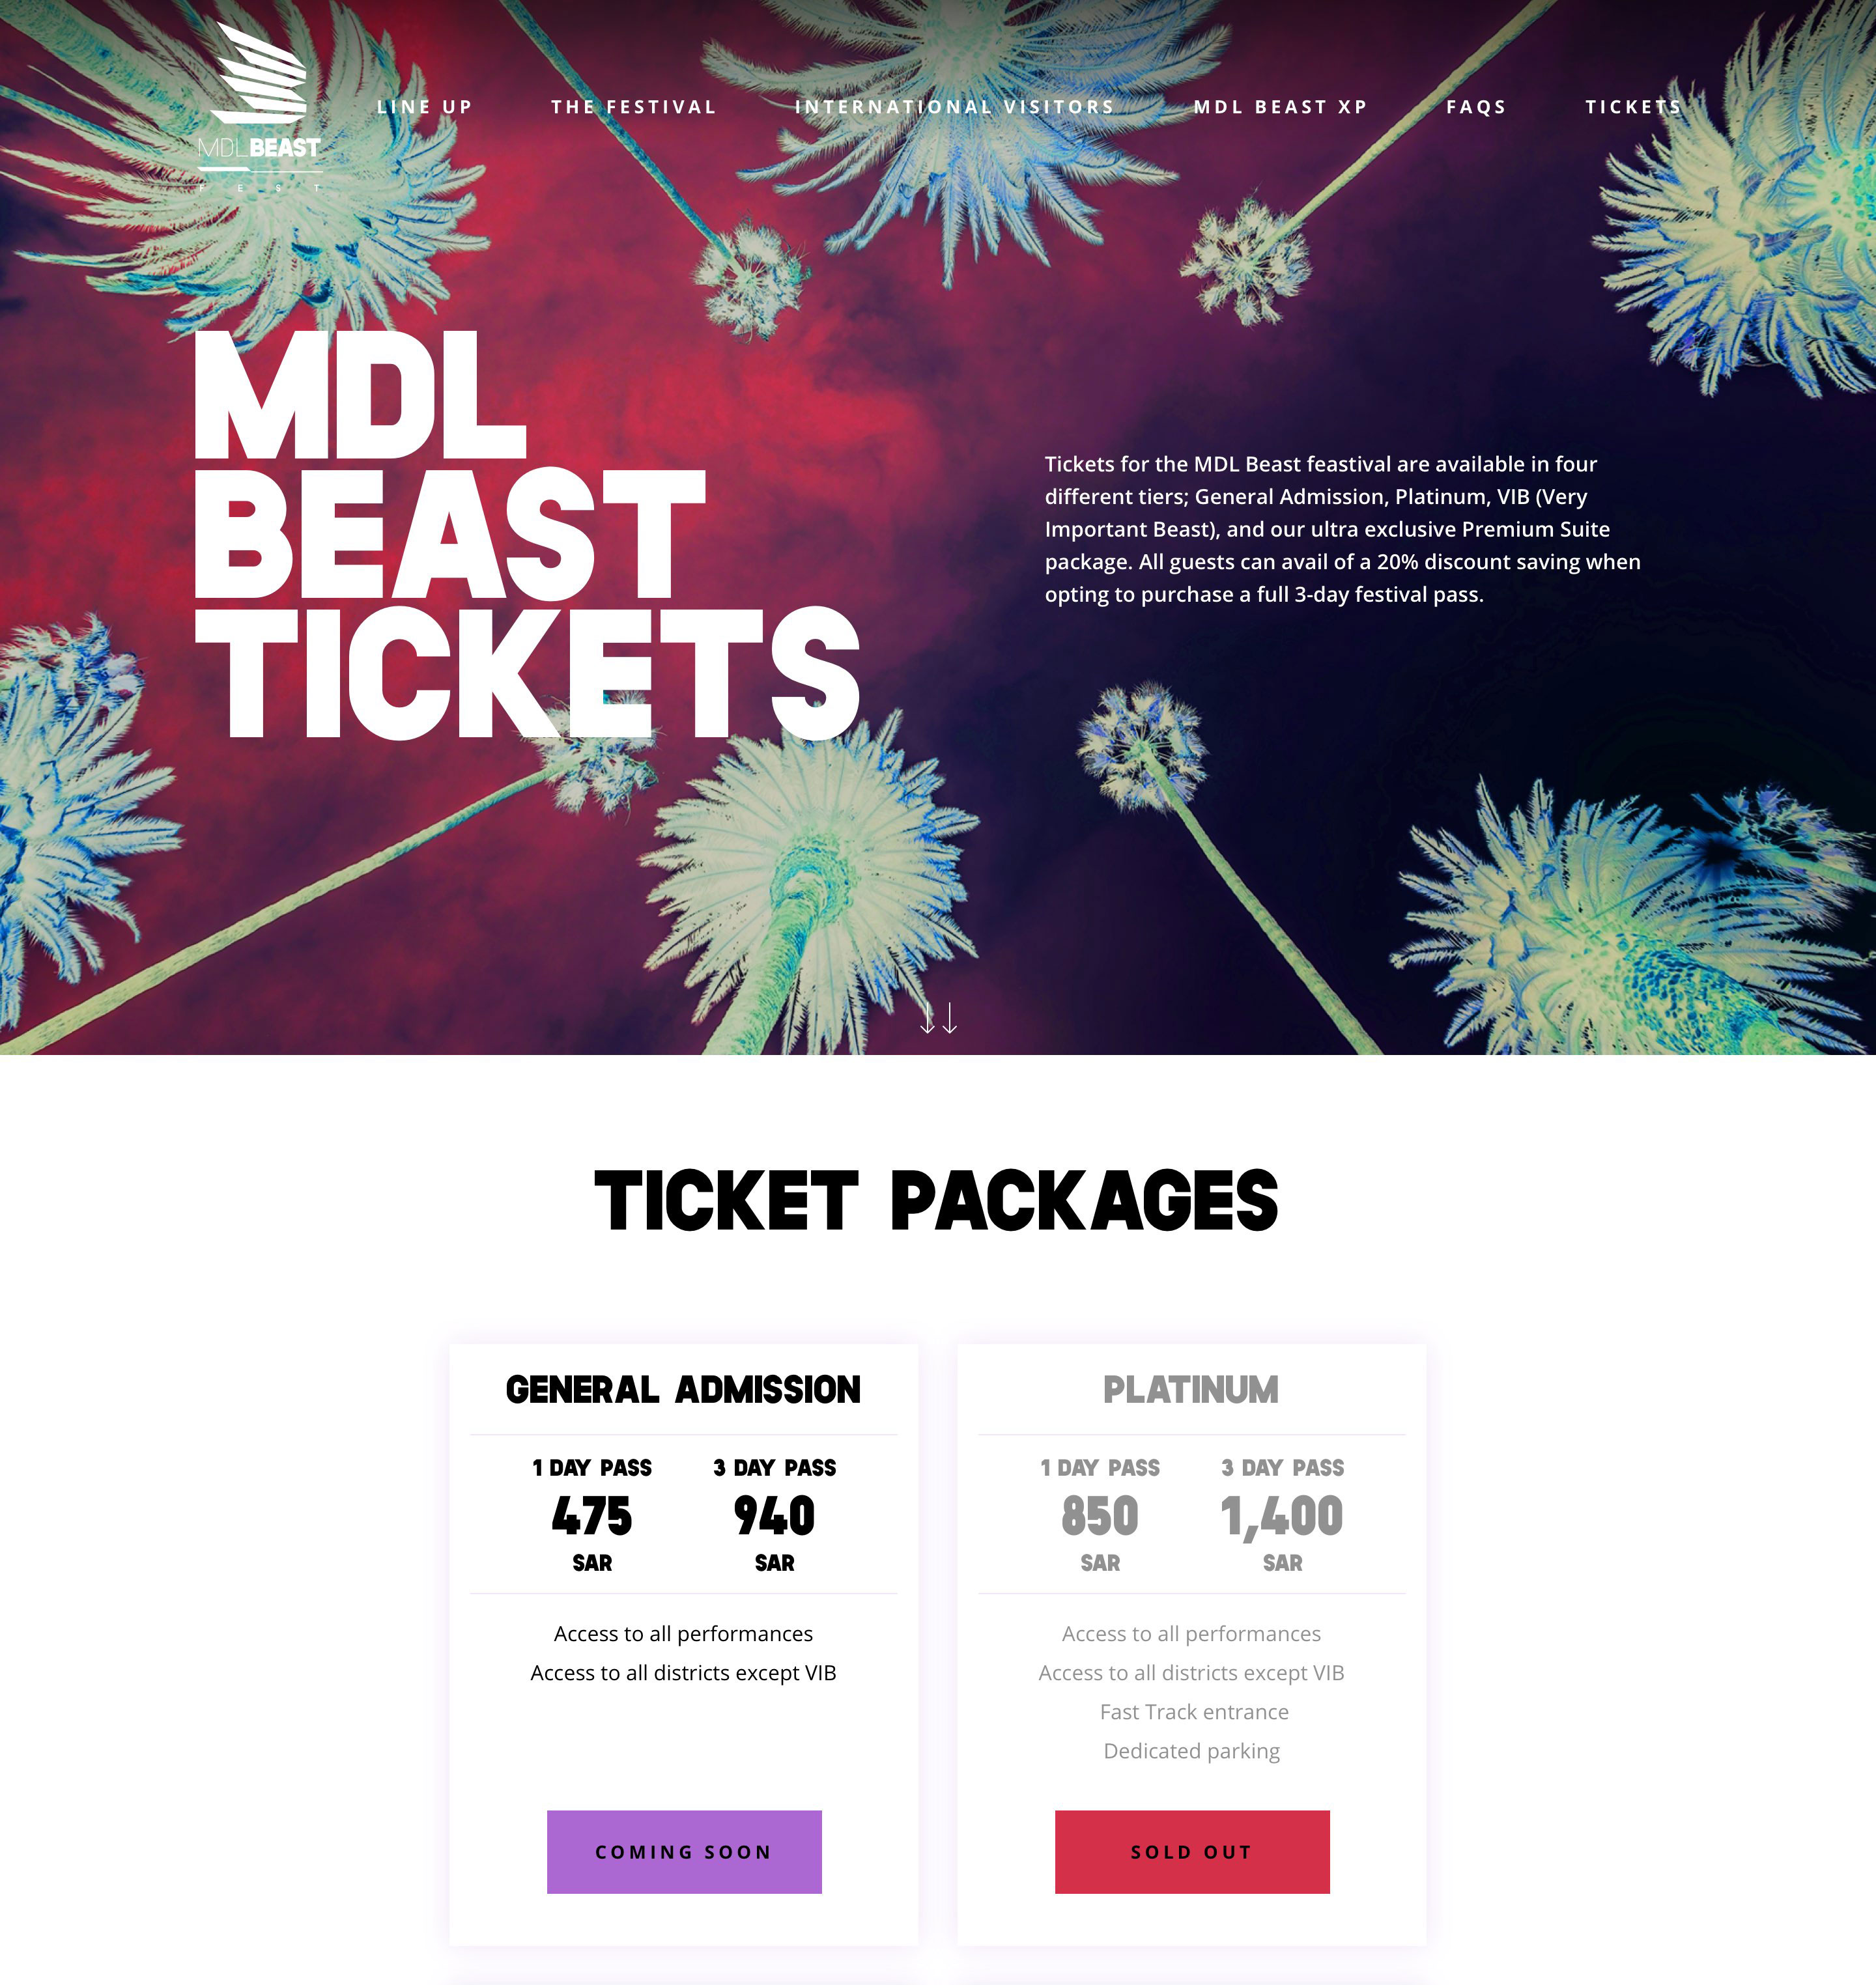 MDLBEAST
FEST
LINE UP
THE FESTIVAL
INTERNATIONAL VISITORS
MDL BEAST XP
FAQS
TICKETS
MDL
BEAST
TICKETS
Tickets for the MDL Beast feastival are available in four
different tiers; General Admission, Platinum, VIB (Very
Important Beast), and our ultra exclusive Premium Suite
package. All guests can avail of a 20% discount saving when
opting to purchase a full 3-day festival pass.
TICKET PACKAGES
GENERAL ADMISSION
1 DAY PASS 3 DAY PASS
475 940
SAR SAR
Access to all performances
Access to all districts except VIB
COMING SOON
PLATINUM
1 DAY PASS 3 DAY PASS
850 1,400
SAR SAR
Access to all performances
Access to all districts except VIB
Fast Track entrance
Dedicated parking
SOLD OUT